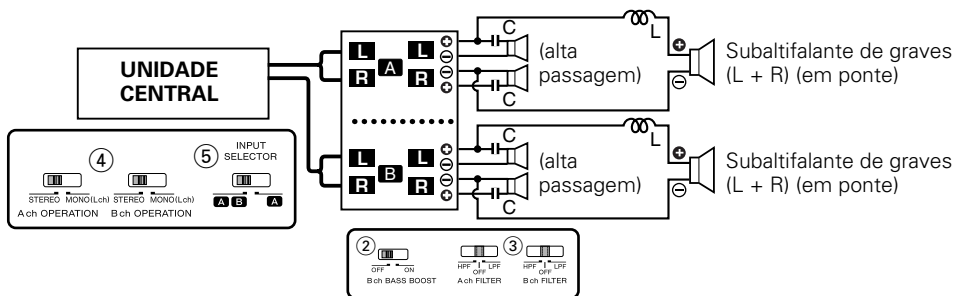 UNIDADE
CENTRAL
L A L
R R
L L
R B R
C
C
(alta
passagem)
L
Subaltifalante de graves
(L + R) (em ponte)
C
C
(alta
passagem)
L
Subaltifalante de graves
(L + R) (em ponte)
④ ⑤ INPUT
SELECTOR
STEREO MONO(Lch) STEREO MONO(Lch) A B A
A ch OPERATION B ch OPERATION
② ③
OFF ON HPF OFF LPF HPF OFF LPF
B ch BASS BOOST A ch FILTER B ch FILTER